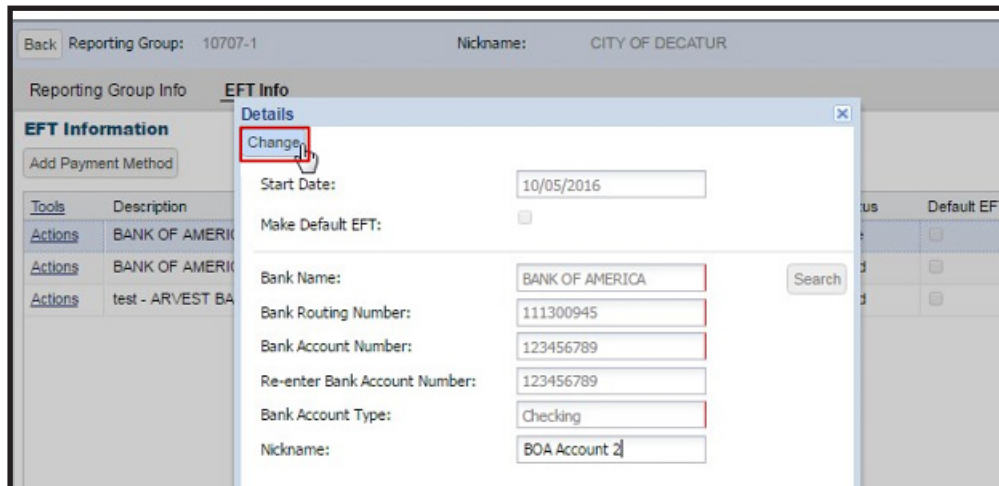 Back Reporting Group: 10707-1 Nickname: CITY OF DECATUR
Reporting Group Info EFT Info
EFT Information
Add Payment Method
Tools Description Default EF
Actions BANK OF AMERI
Actions BANK OF AMERI
Actions test - ARVEST BA
Details
Change
Start Date: 10/05/2016
Make Default EFT:
Bank Name: BANK OF AMERICA Search
Bank Routing Number: 111300945
Bank Account Number: 123456789
Re-enter Bank Account Number: 123456789
Bank Account Type: Checking
Nickname: BOA Account 2